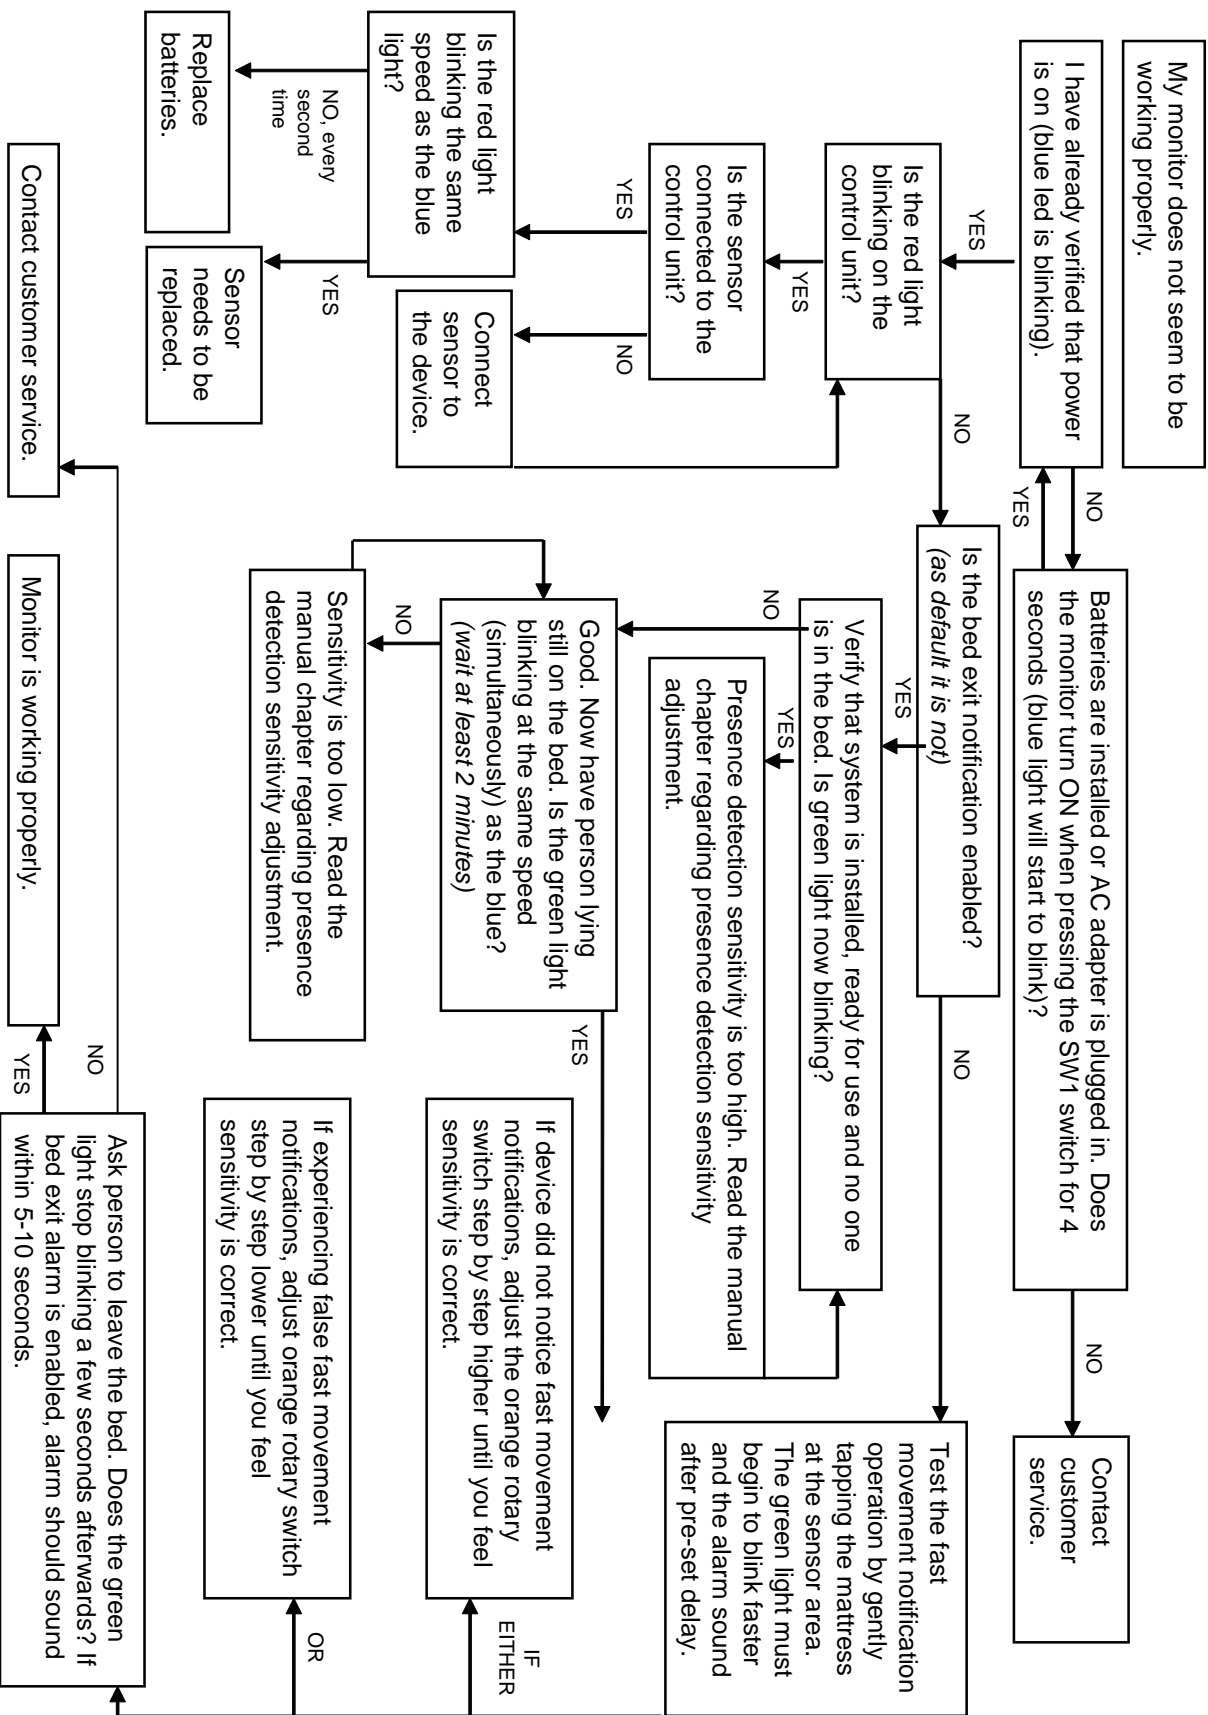 My monitor does not seem to be
working properly.
I have already verified that power
is on (blue led is blinking).
NO
YES
Batteries are installed or AC adapter is plugged in. Does
the monitor turn ON when pressing the SW1 switch for 4
seconds (blue light will start to blink)?
NO
Contact
customer
service.
YES
Is the red light
blinking on the
control unit?
NO
Is the bed exit notification enabled?
(as default it is not)
NO
YES
YES
Is the sensor
connected to the
control unit?
YES
NO
Connect
sensor to
the device.
Is the red light
blinking the same
speed as the blue
light?
NO, every
second
time
YES
Replace
batteries.
Sensor
needs to be
replaced.
Verify that system is installed, ready for use and no one
is in the bed. Is green light now blinking?
NO
YES
Presence detection sensitivity is too high. Read the manual
chapter regarding presence detection sensitivity
adjustment.
Good. Now have person lying
still on the bed. Is the green light
blinking at the same speed
(simultaneously) as the blue?
(wait at least 2 minutes)
NO
YES
Sensitivity is too low. Read the
manual chapter regarding presence
detection sensitivity adjustment.
Test the fast
movement notification
operation by gently
tapping the mattress
at the sensor area.
The green light must
begin to blink faster
and the alarm sound
after pre-set delay.
IF
EITHER
If device did not notice fast movement
notifications, adjust the orange rotary
switch step by step higher until you feel
sensitivity is correct.
OR
If experiencing false fast movement
notifications, adjust orange rotary switch
step by step lower until you feel
sensitivity is correct.
Ask person to leave the bed. Does the green
light stop blinking a few seconds afterwards? If
bed exit alarm is enabled, alarm should sound
within 5-10 seconds.
NO
YES
Contact customer service.
Monitor is working properly.